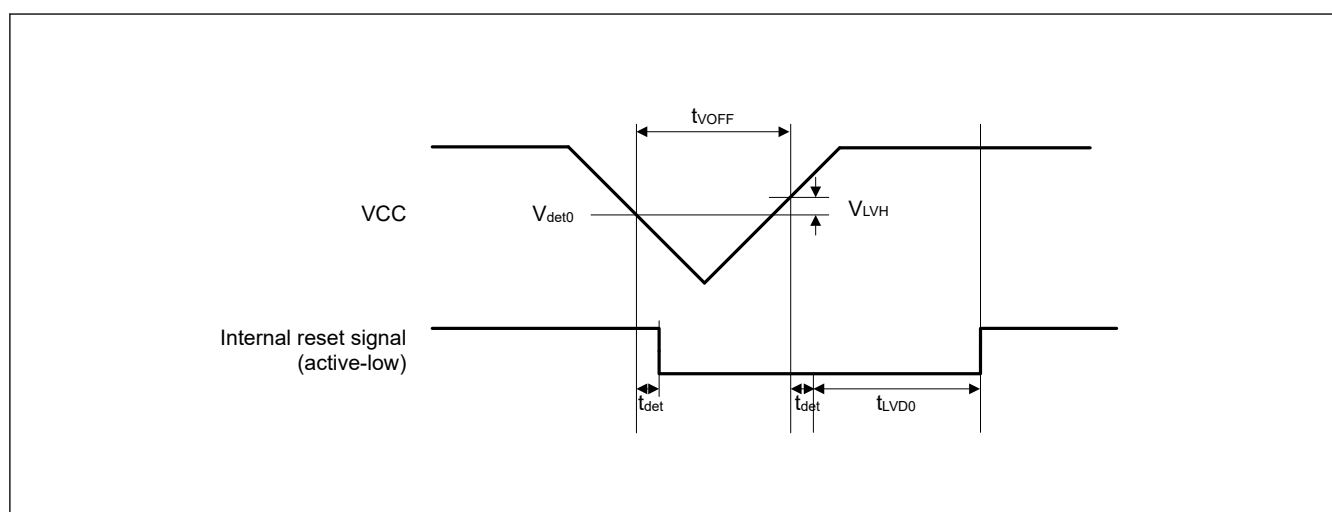 tVOFF
VCC
Vdet0
VLVH
Internal reset signal
(active-low)
tdet
tdet
tLVD0